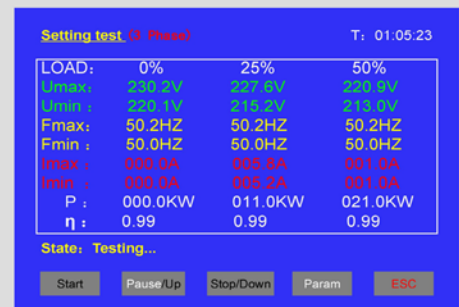 Setting test (3 Phase) T: 01:05:23
LOAD: 0% 25% 50%
Umax: 230.2V 227.6V 220.9V
Umin : 220.1V 215.2V 213.0V
Fmax: 50.2HZ 50.2HZ 50.2HZ
Fmin : 50.0HZ 50.0HZ 50.0HZ
Imax : 000.0A 005.8A 001.0A
Imin : 000.0A 005.2A 001.0A
P : 000.0KW 011.0KW 021.0KW
η : 0.99 0.99 0.99
State: Testing...
Start Pause/Up Stop/Down Param ESC